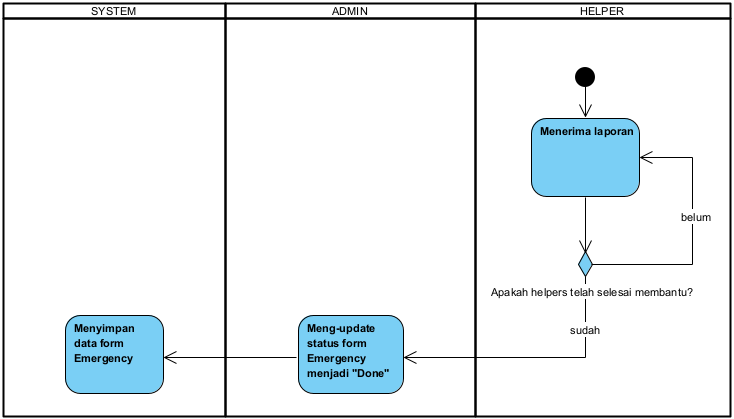 SYSTEM
ADMIN
HELPER
Menerima laporan
belum
Apakah helpers telah selesai membantu?
sudah
Meng-update
status form
Emergency
menjadi "Done"
Menyimpan
data form
Emergency